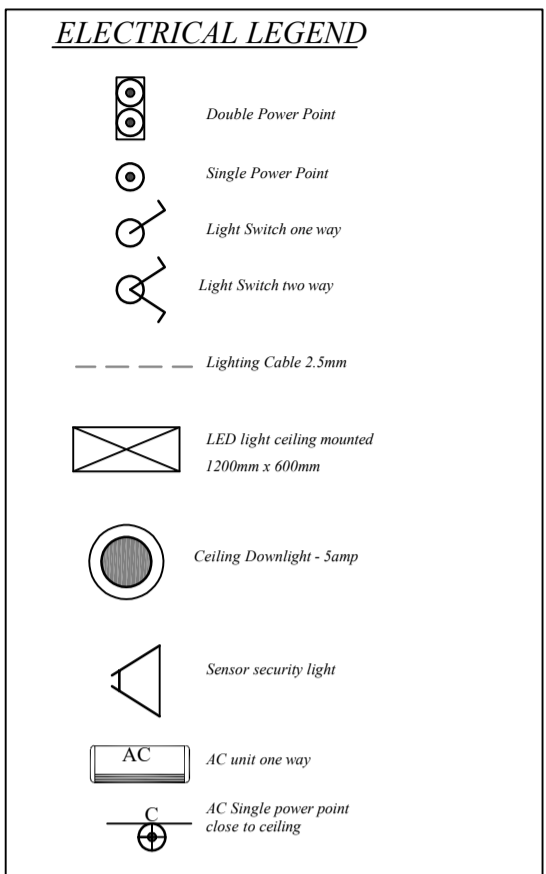 ELECTRICAL LEGEND
Double Power Point
Single Power Point
Light Switch one way
Light Switch two way
Lighting Cable 2.5mm
LED light ceiling mounted
1200mm x 600mm
Ceiling Downlight - 5amp
Sensor security light
AC
AC unit one way
C
AC Single power point
close to ceiling